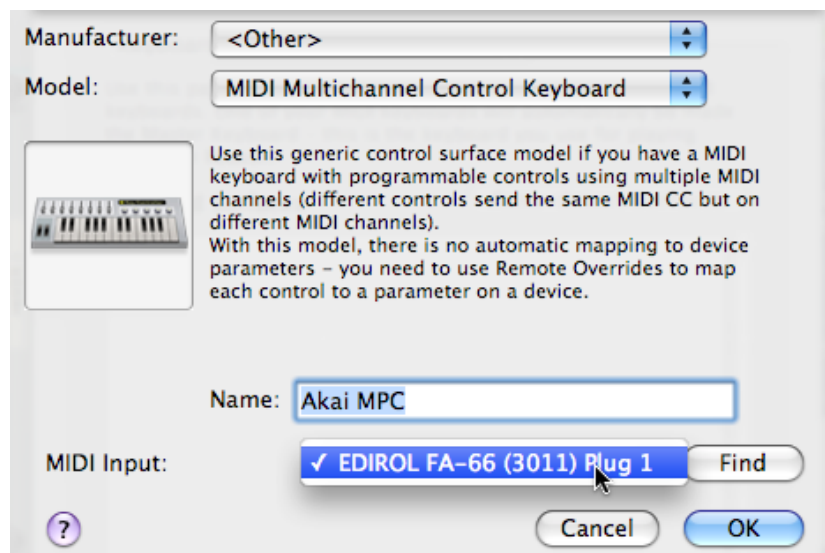 Manufacturer: <Other>
Model: MIDI Multichannel Control Keyboard
Use this generic control surface model if you have a MIDI
keyboard with programmable controls using multiple MIDI
channels (different controls send the same MIDI CC but on
different MIDI channels).
With this model, there is no automatic mapping to device
parameters – you need to use Remote Overrides to map
each control to a parameter on a device.
Name: Akai MPC
MIDI Input: ✓ EDIROL FA-66 (3011) Plug 1 Find
? Cancel OK